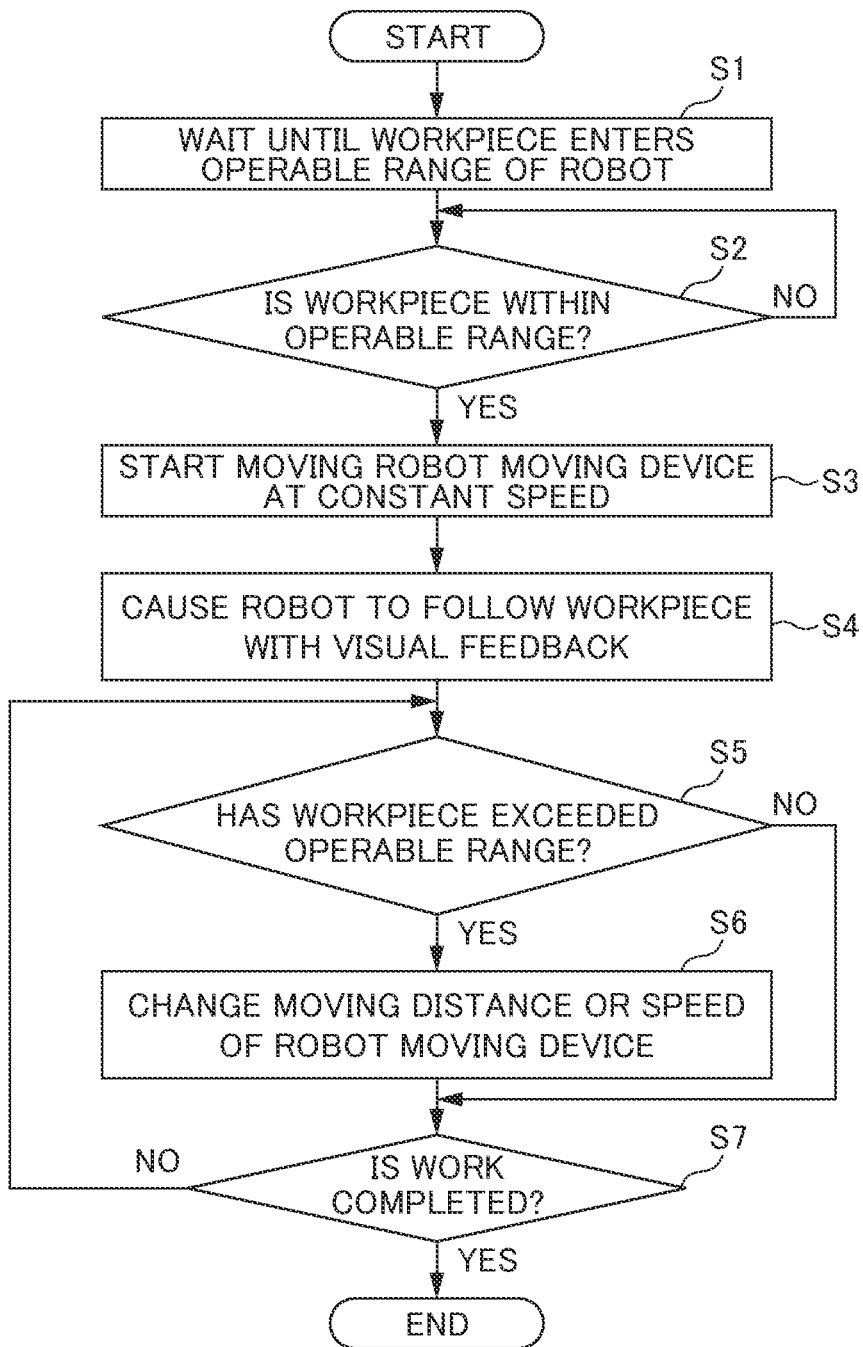 START
S1
WAIT UNTIL WORKPIECE ENTERS
OPERABLE RANGE OF ROBOT
S2
IS WORKPIECE WITHIN
OPERABLE RANGE?
NO
YES
START MOVING ROBOT MOVING DEVICE
AT CONSTANT SPEED
S3
CAUSE ROBOT TO FOLLOW WORKPIECE
WITH VISUAL FEEDBACK
S4
S5
HAS WORKPIECE EXCEEDED
OPERABLE RANGE?
NO
YES
S6
CHANGE MOVING DISTANCE OR SPEED
OF ROBOT MOVING DEVICE
S7
NO
IS WORK
COMPLETED?
YES
END